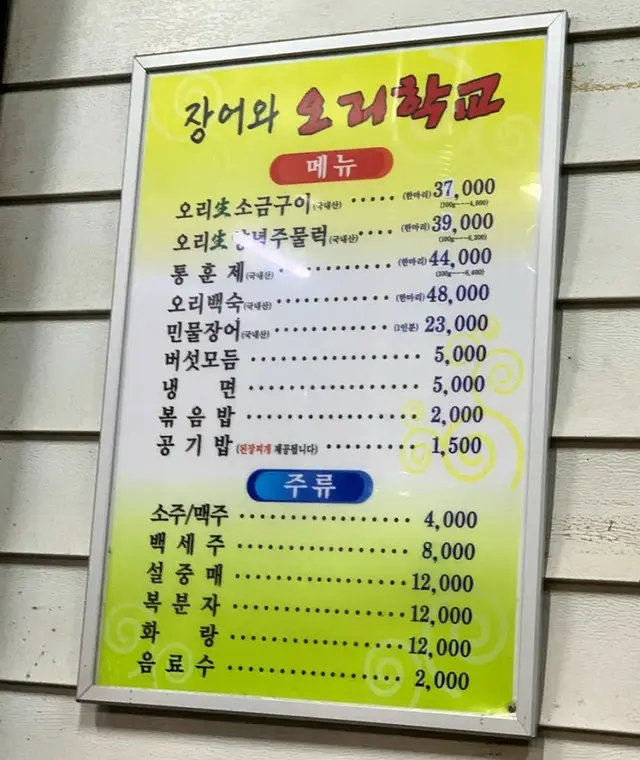 장어와 오리학교
메뉴
오리生소금구이(국내산) ····· (한마리)37,000
(100g----4,800)
오리生 주물럭(국내산) ····· (한마리)39,000
통훈제(국내산) ·········· (한마리)44,000
오리백숙(국내산) ··········· (한마리)48,000
민물장어(국내산) ··········· (1인분) 23,000
버섯모듬 ················ 5,000
냉 면 ················ 5,000
볶음밥 ················ 2,000
공기밥(된장찌개 제공됩니다) ········· 1,500
주류
소주/맥주 ················ 4,000
백세주 ················ 8,000
설중매 ················ 12,000
복분자 ················ 12,000
화 랑 ················ 12,000
음료수 ················ 2,000